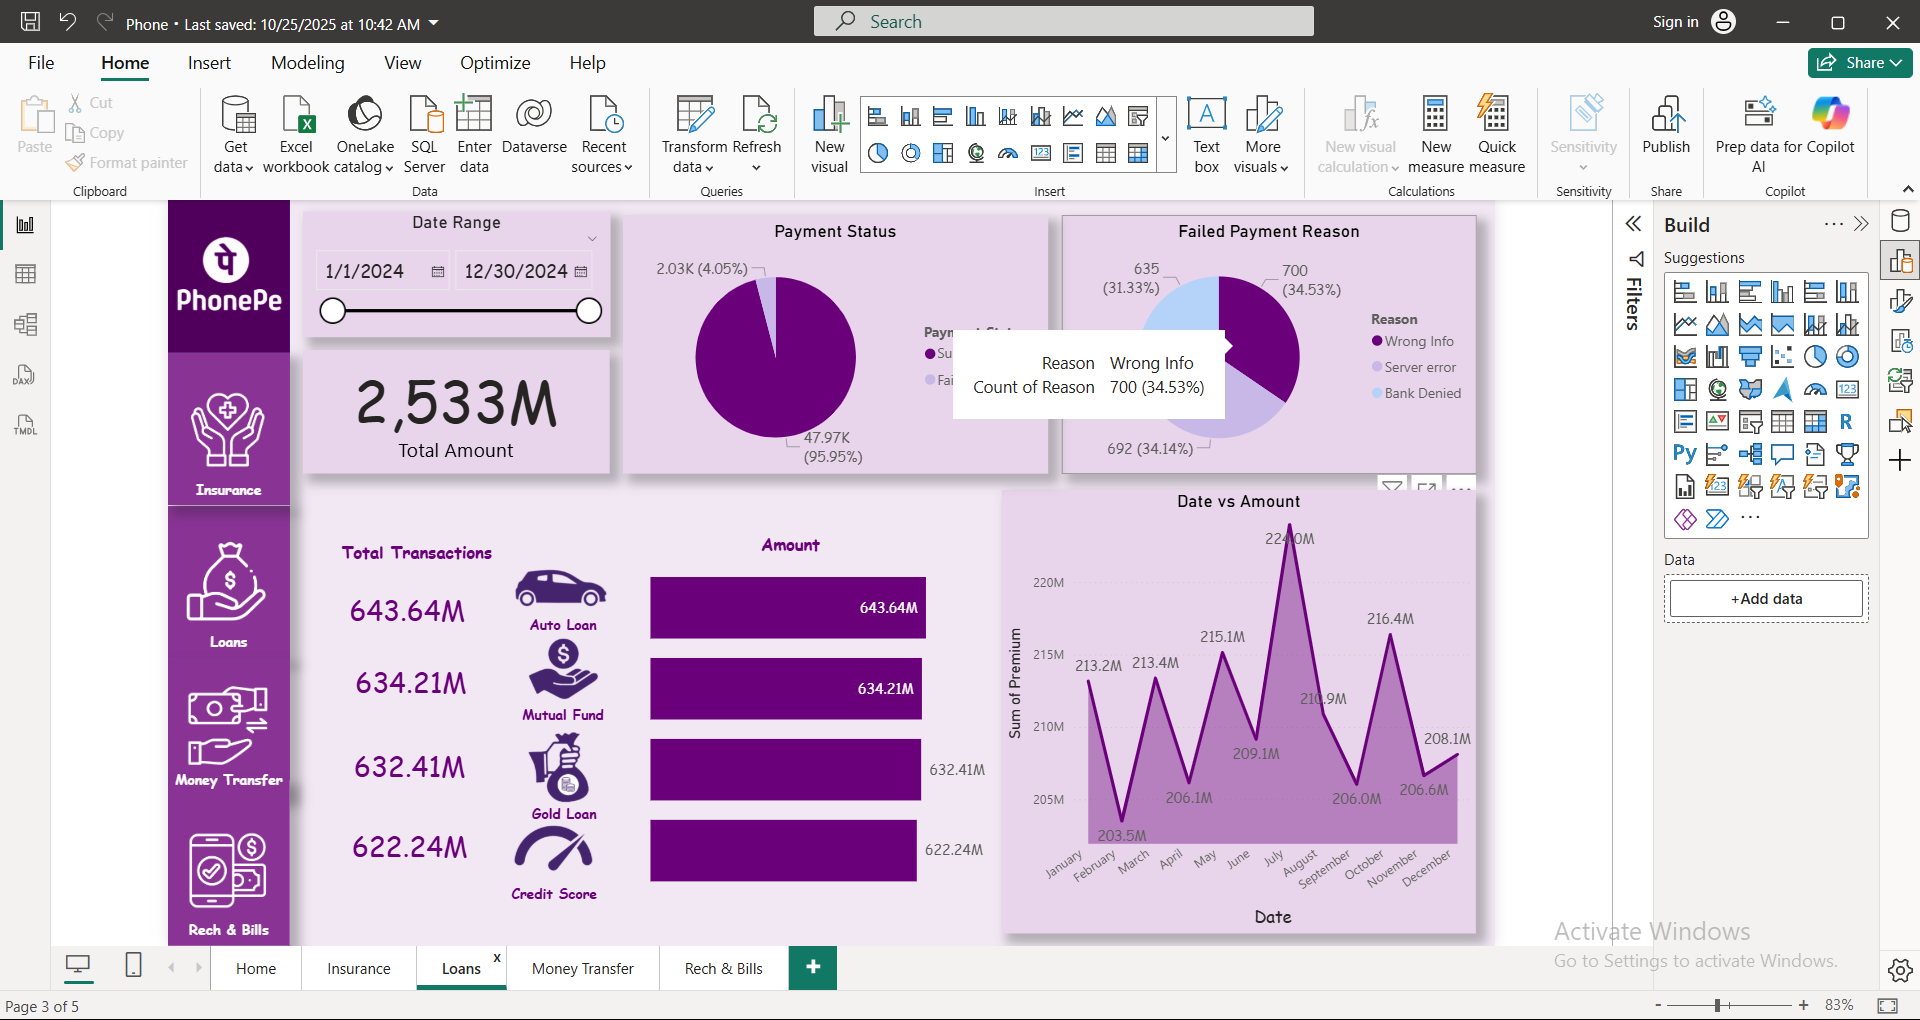 Phone • Last saved: 10/25/2025 at 10:42 AM
Search
Sign in
File
Home
Insert
Modeling
View
Optimize
Help
Share
Paste
Cut
Copy
Format painter
Clipboard
Get data
Excel workbook
OneLake catalog
SQL Server
Enter data
Dataverse
Recent sources
Data
Transform data
Refresh
Queries
New visual
Text box
More visuals
Insert
New visual calculation
New measure
Quick measure
Calculations
Sensitivity
Sensitivity
Publish
Share
Prep data for AI
Copilot
Copilot
PhonePe
Insurance
Loans
Money Transfer
Rech & Bills
Date Range
1/1/2024
12/30/2024
2,533M
Total Amount
Payment Status
2.03K (4.05%)
47.97K
(95.95%)
Su
Fai
Failed Payment Reason
635
(31.33%)
700
(34.53%)
692 (34.14%)
Reason
Wrong Info
Server error
Bank Denied
Reason Wrong Info
Count of Reason 700 (34.53%)
Total Transactions
643.64M
634.21M
632.41M
622.24M
Auto Loan
Mutual Fund
Gold Loan
Credit Score
Amount
643.64M
634.21M
632.41M
622.24M
Date vs Amount
Sum of Premium
220M
215M
210M
205M
213.2M
203.5M
213.4M
206.1M
215.1M
209.1M
224.0M
210.9M
206.0M
216.4M
206.6M
208.1M
January
February
March
April
May
June
July
August
September
October
November
December
Date
Filters
Build
Suggestions
123
R
Py
123
Data
+Add data
DAX
TMDL
Activate Windows
Go to Settings to activate Windows.
Home
Insurance
Loans
x
Money Transfer
Rech & Bills
+
Page 3 of 5
- + 83%